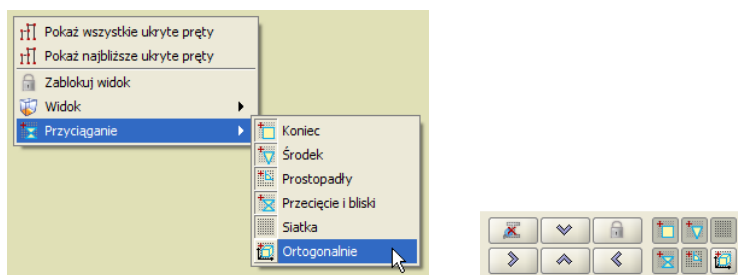 Pokaż wszystkie ukryte pręty
Pokaż najbliższe ukryte pręty
Zablokuj widok
Widok
Przyciąganie
Koniec
Środek
Prostopadły
Przecięcie i bliski
Siatka
Ortogonalnie